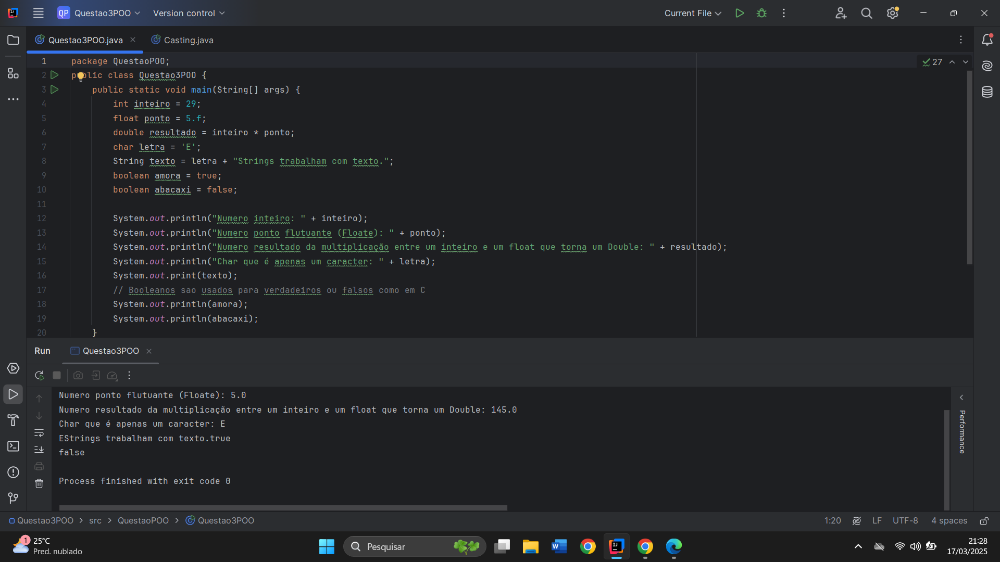 QP Questao3POO Version control Current File
Questao3POO.java Casting.java
27
1 package QuestaoPOO;
2 public class Questao3POO {
3 public static void main(String[] args) {
4 int inteiro = 29;
5 float ponto = 5.f;
6 double resultado = inteiro * ponto;
7 char letra = 'E';
8 String texto = letra + "Strings trabalham com texto.";
9 boolean amora = true;
10 boolean abacaxi = false;
11
12 System.out.println("Numero inteiro: " + inteiro);
13 System.out.println("Numero ponto flutuante (Floate): " + ponto);
14 System.out.println("Numero resultado da multiplicação entre um inteiro e um float que torna um Double: " + resultado);
15 System.out.println("Char que é apenas um caracter: " + letra);
16 System.out.print(texto);
17 // Booleanos sao usados para verdadeiros ou falsos como em C
18 System.out.println(amora);
19 System.out.println(abacaxi);
20 }
Run Questao3POO
Numero ponto flutuante (Floate): 5.0
Numero resultado da multiplicação entre um inteiro e um float que torna um Double: 145.0
Char que é apenas um caracter: E
EStrings trabalham com texto.true
false
Process finished with exit code 0
Performance
Questao3POO > src > QuestaoPOO > Questao3POO 1:20 LF UTF-8 4 spaces
1 25°C
Pred. nublado
Pesquisar
21:28
17/03/2025